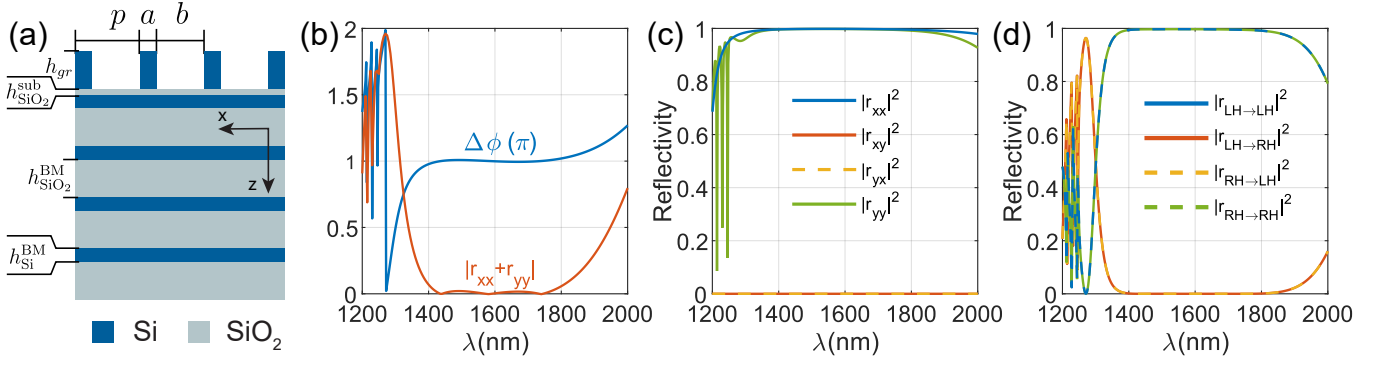 (a)
p a b
h_gr
h_SiO2^sub
x
h_SiO2^BM
z
h_Si^BM
Si SiO2
(b)
2
1.5
1
0.5
0
Δϕ(π)
|r_xx+r_yy|
1200 1400 1600 1800 2000
λ(nm)
(c)
Reflectivity
1
0.8
0.6
0.4
0.2
0
|r_xx|²
|r_xy|²
|r_yx|²
|r_yy|²
1200 1400 1600 1800 2000
λ(nm)
(d)
Reflectivity
1
0.8
0.6
0.4
0.2
0
|r_LH→LH|²
|r_LH→RH|²
|r_RH→LH|²
|r_RH→RH|²
1200 1400 1600 1800 2000
λ(nm)